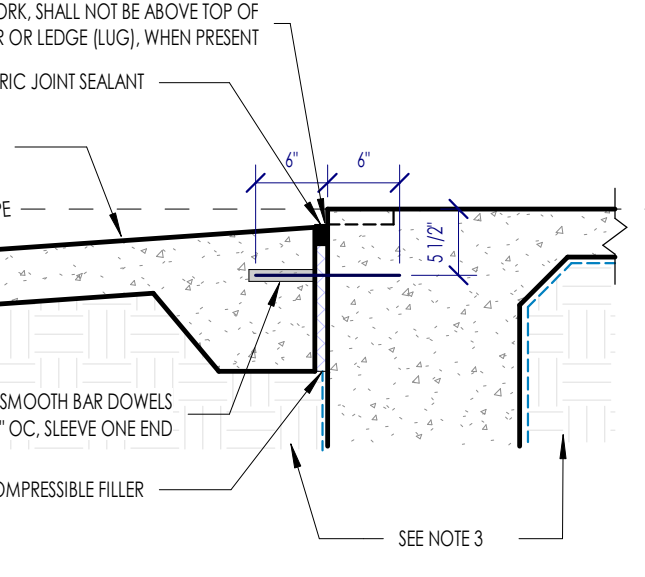 ORK, SHALL NOT BE ABOVE TOP OF
R OR LEDGE (LUG), WHEN PRESENT
RIC JOINT SEALANT
6"
6"
PE
5 1/2"
SMOOTH BAR DOWELS
" OC, SLEEVE ONE END
OMPRESSIBLE FILLER
SEE NOTE 3